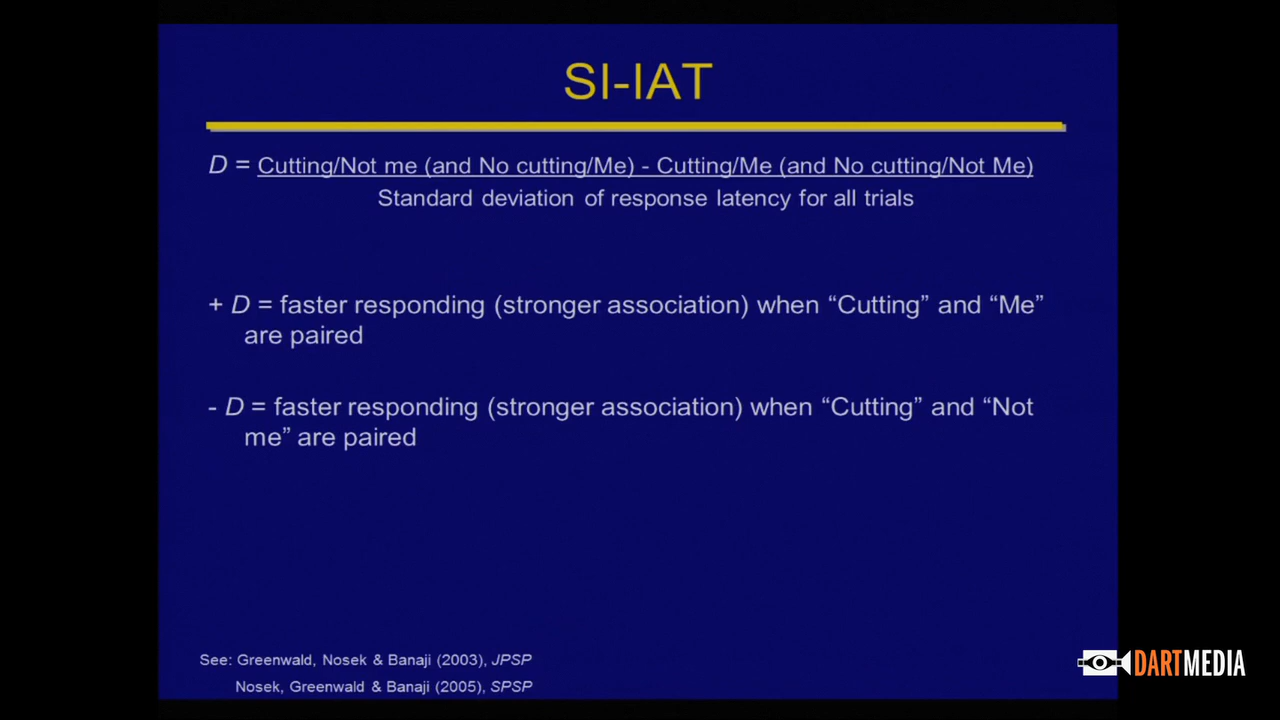 SI-IAT
D = Cutting/Not me (and No cutting/Me) - Cutting/Me (and No cutting/Not Me)
Standard deviation of response latency for all trials
+ D = faster responding (stronger association) when “Cutting” and “Me”
are paired
- D = faster responding (stronger association) when “Cutting” and “Not
me” are paired
See: Greenwald, Nosek & Banaji (2003), JPSP
Nosek, Greenwald & Banaji (2005), SPSP
DARTMEDIA